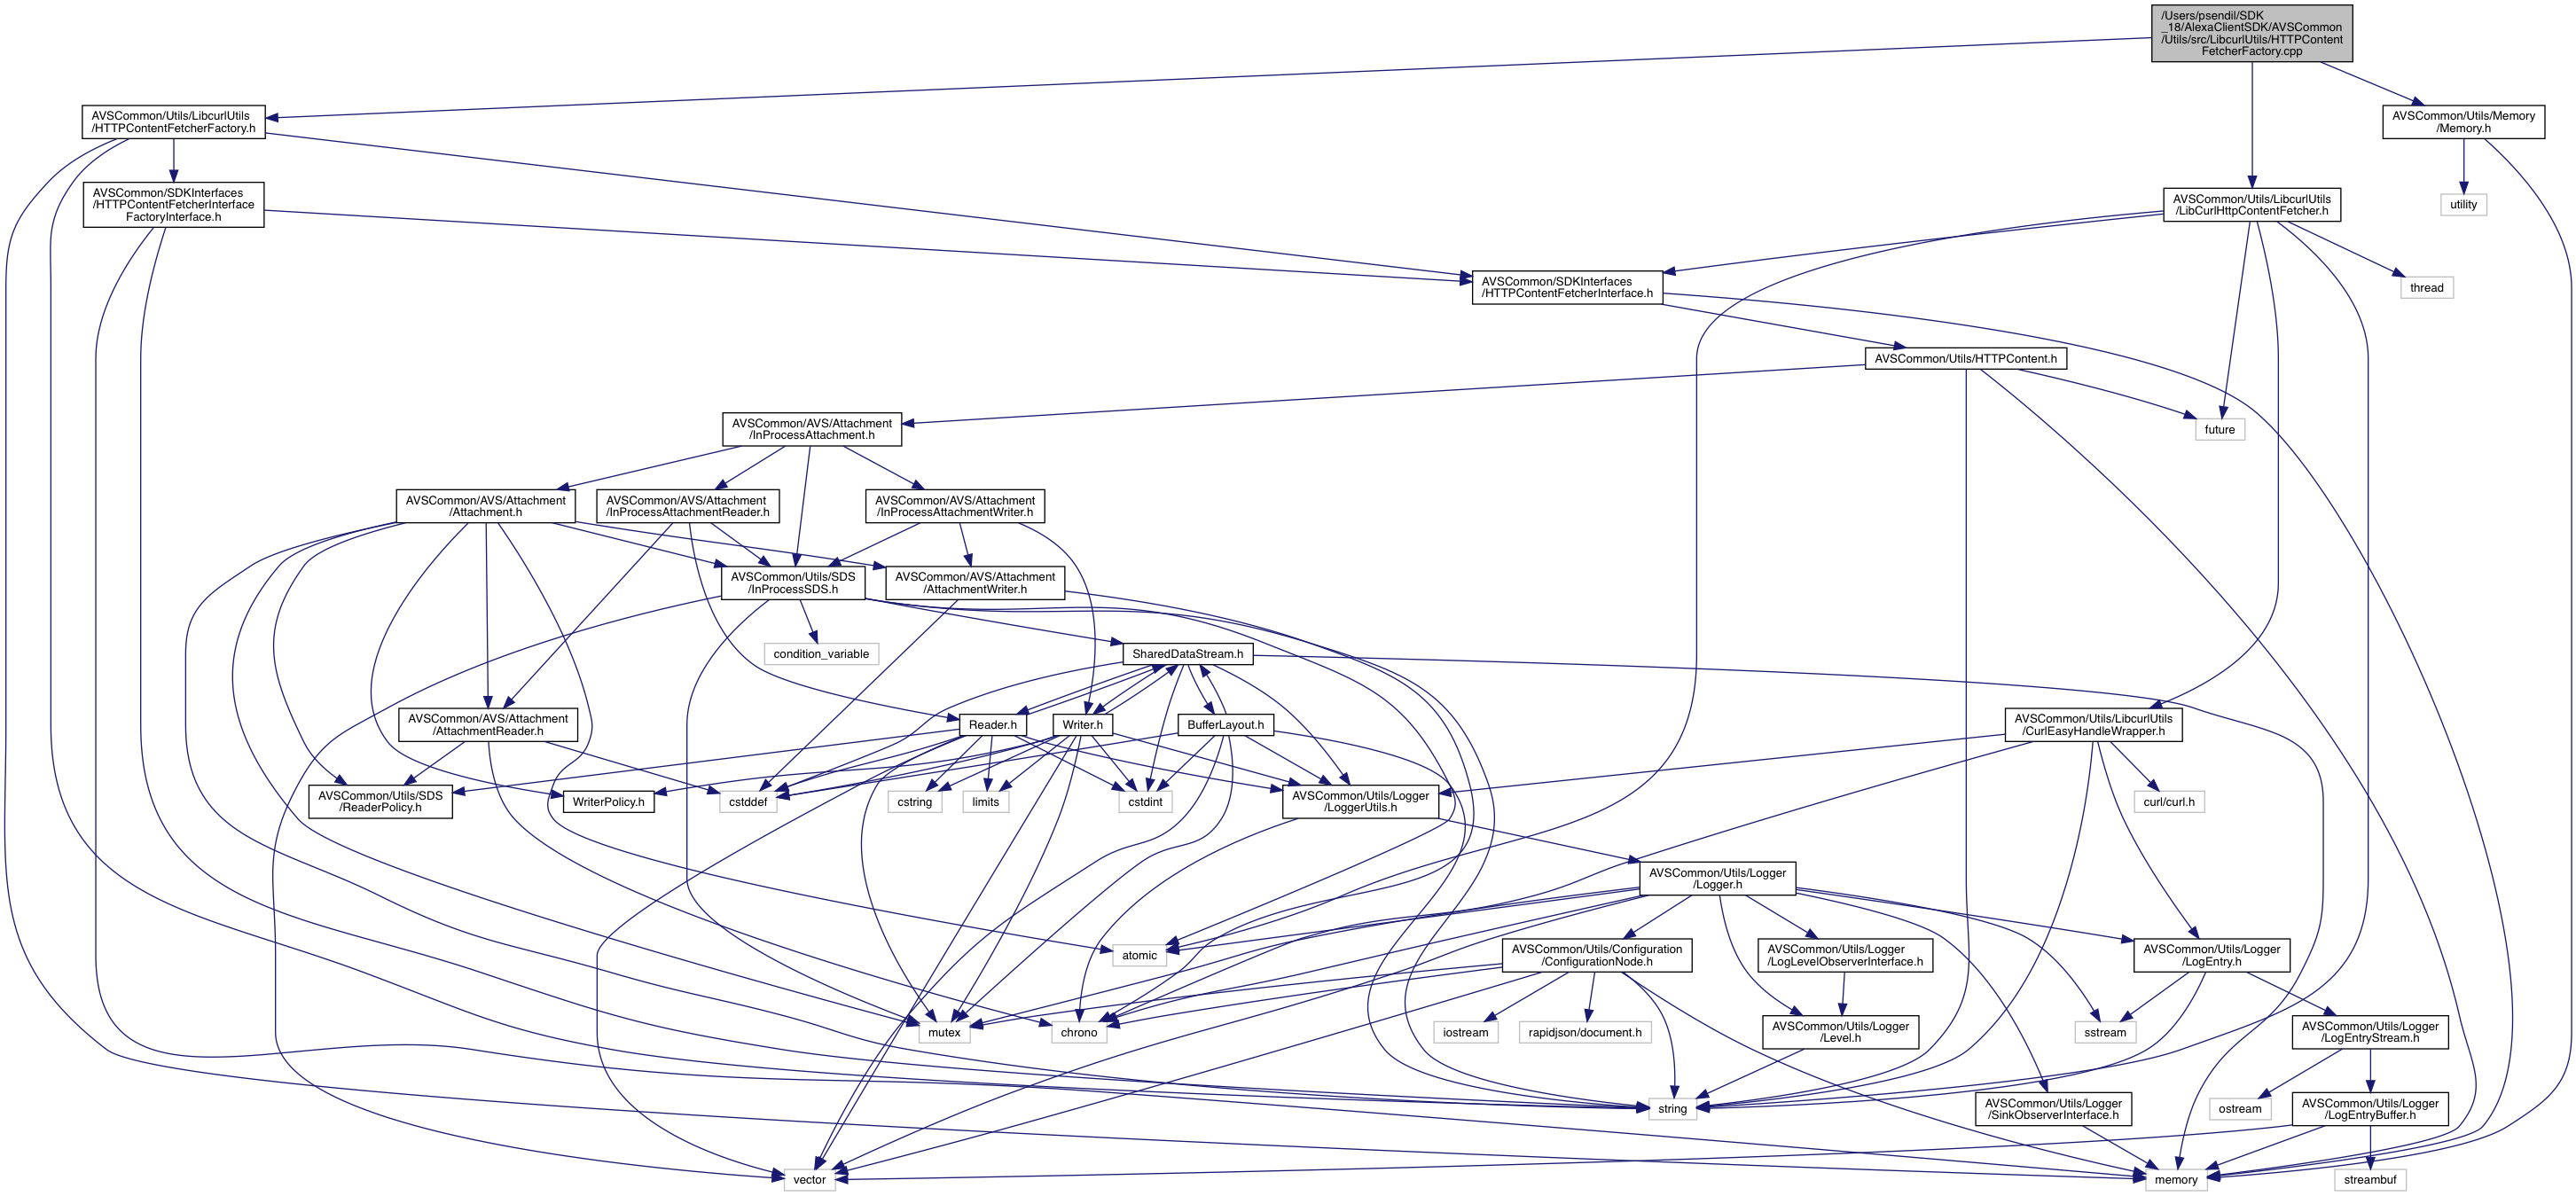 /Users/psendil/SDK
_18/AlexaClientSDK/AVSCommon
/Utils/src/LibcurlUtils/HTTPContent
FetcherFactory.cpp
AVSCommon/Utils/LibcurlUtils
/HTTPContentFetcherFactory.h
AVSCommon/Utils/Memory
/Memory.h
AVSCommon/SDKInterfaces
/HTTPContentFetcherInterface
FactoryInterface.h
AVSCommon/Utils/LibcurlUtils
/LibCurlHttpContentFetcher.h
utility
AVSCommon/SDKInterfaces
/HTTPContentFetcherInterface.h
thread
AVSCommon/Utils/HTTPContent.h
AVSCommon/AVS/Attachment
/InProcessAttachment.h
future
AVSCommon/AVS/Attachment
/Attachment.h
AVSCommon/AVS/Attachment
/InProcessAttachmentReader.h
AVSCommon/AVS/Attachment
/InProcessAttachmentWriter.h
AVSCommon/Utils/SDS
/InProcessSDS.h
AVSCommon/AVS/Attachment
/AttachmentWriter.h
condition_variable
SharedDataStream.h
AVSCommon/AVS/Attachment
/AttachmentReader.h
Reader.h
Writer.h
BufferLayout.h
AVSCommon/Utils/LibcurlUtils
/CurlEasyHandleWrapper.h
AVSCommon/Utils/SDS
/ReaderPolicy.h
WriterPolicy.h
cstddef
cstring
limits
cstdint
AVSCommon/Utils/Logger
/LoggerUtils.h
curl/curl.h
AVSCommon/Utils/Logger
/Logger.h
atomic
AVSCommon/Utils/Configuration
/ConfigurationNode.h
AVSCommon/Utils/Logger
/LogLevelObserverInterface.h
AVSCommon/Utils/Logger
/LogEntry.h
mutex
chrono
iostream
rapidjson/document.h
AVSCommon/Utils/Logger
/Level.h
sstream
AVSCommon/Utils/Logger
/LogEntryStream.h
string
AVSCommon/Utils/Logger
/SinkObserverInterface.h
ostream
AVSCommon/Utils/Logger
/LogEntryBuffer.h
vector
memory
streambuf